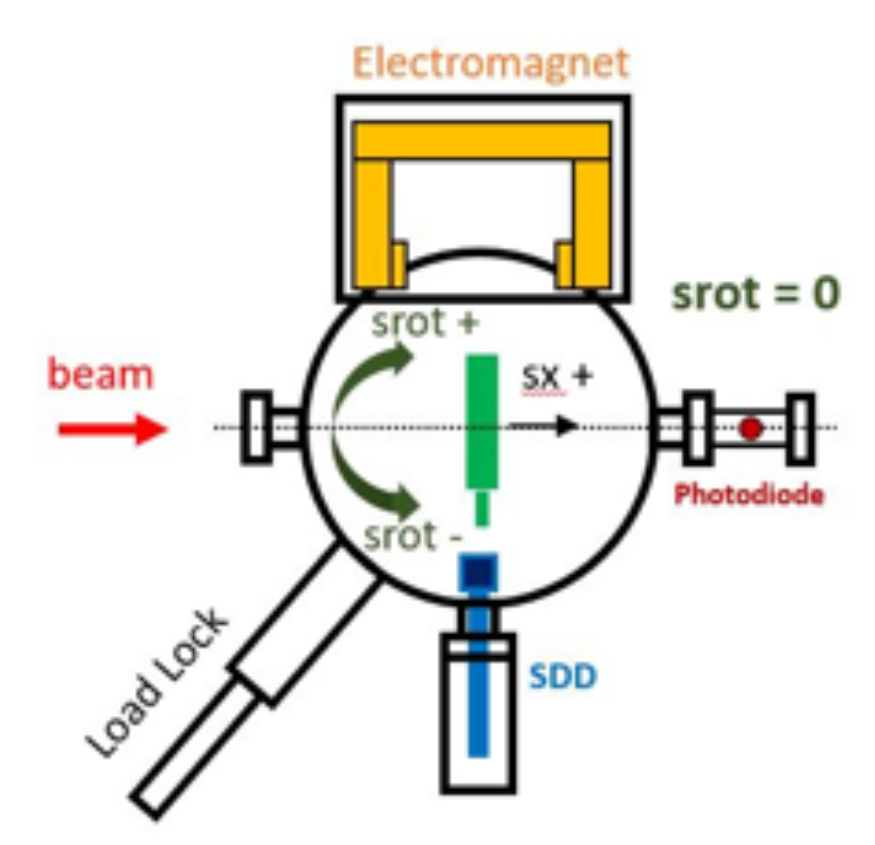 Electromagnet
srot = 0
srot +
beam
sx +
Photodiode
srot -
Load Lock
SDD